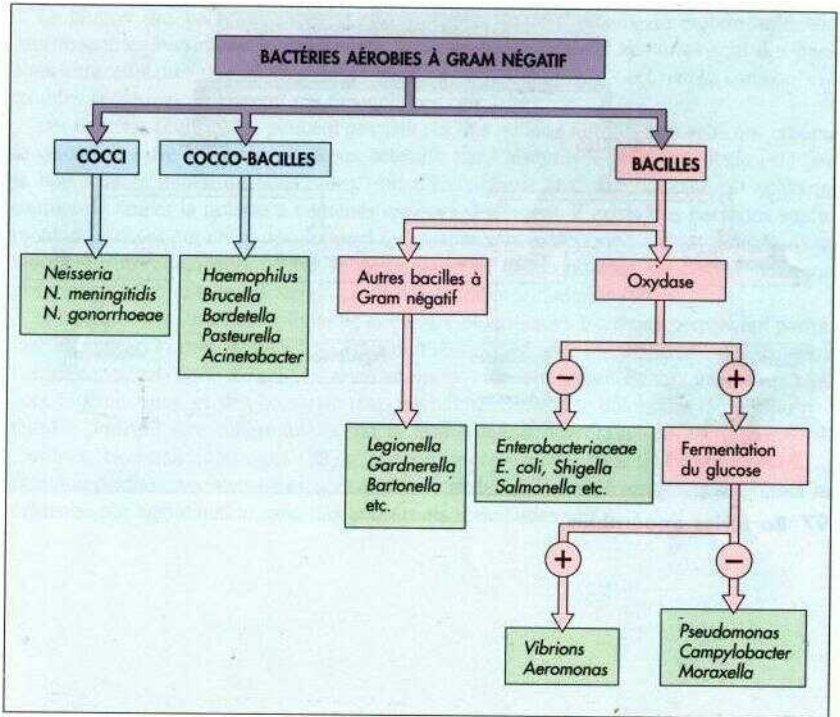 BACTÉRIES AÉROBIES À GRAM NÉGATIF
COCCI
COCCO-BACILLES
BACILLES
Neisseria
N. meningitidis
N. gonorrhoeae
Haemophilus
Brucella
Bordetella
Pasteurella
Acinetobacter
Autres bacilles à
Gram négatif
Oxydase
−
+
Legionella
Gardnerella
Bartonella
etc.
Enterobacteriaceae
E. coli, Shigella
Salmonella etc.
Fermentation
du glucose
+
−
Vibrions
Aeromonas
Pseudomonas
Campylobacter
Moraxella